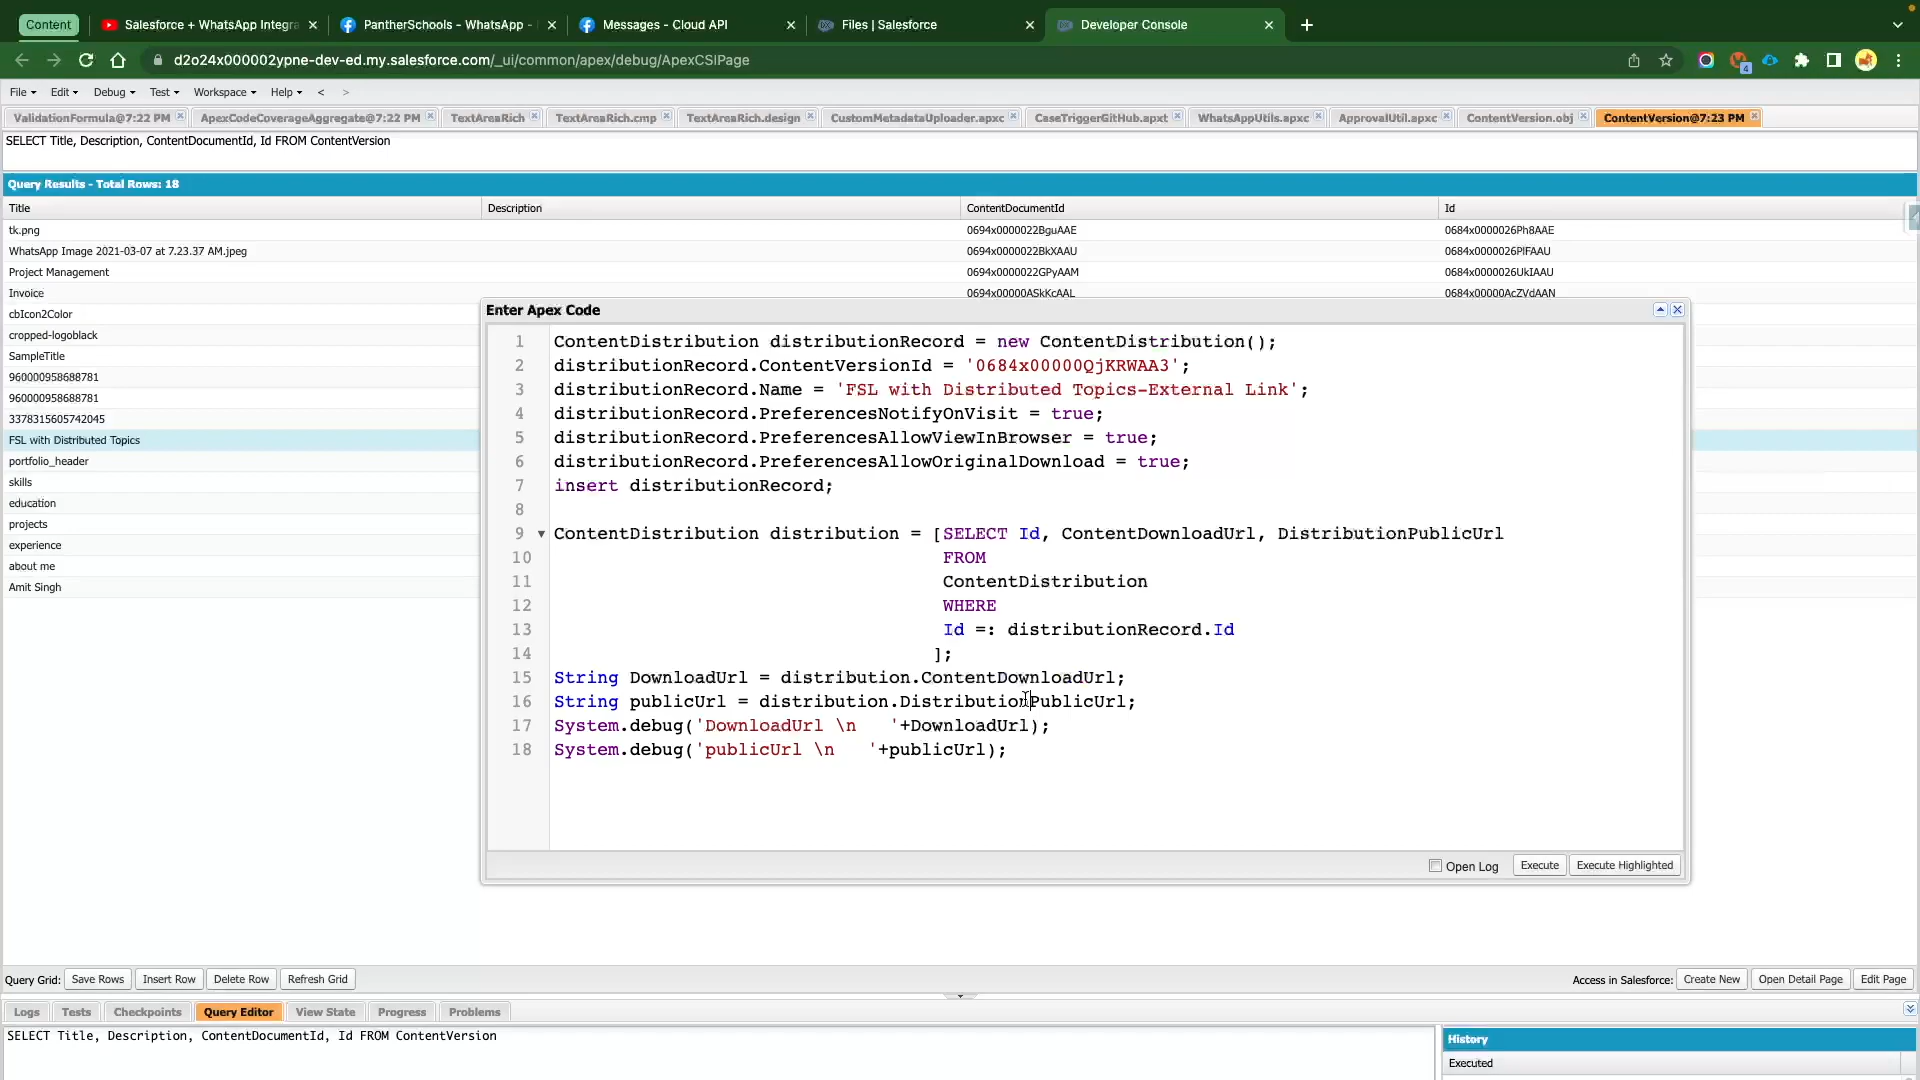 Content
Salesforce + WhatsApp Integra
PantherSchools - WhatsApp -
Messages - Cloud API
Files | Salesforce
Developer Console
d2o24x000002ypne-dev-ed.my.salesforce.com/_ui/common/apex/debug/ApexCSIPage
4
File Edit Debug Test Workspace Help < >
ValidationFormula@7:22 PM ApexCodeCoverageAggregate@7:22 PM TextAreaRich TextAreaRich.cmp TextAreaRich.design CustomMetadataUploader.apxc CaseTriggerGitHub.apxt WhatsAppUtils.apxc ApprovalUtil.apxc ContentVersion.obj ContentVersion@7:23 PM
SELECT Title, Description, ContentDocumentId, Id FROM ContentVersion
Query Results - Total Rows: 18
Title Description ContentDocumentId Id
tk.png 0694x0000022BguAAE 0684x0000026Ph8AAE
WhatsApp Image 2021-03-07 at 7.23.37 AM.jpeg 0694x0000022BkXAAU 0684x0000026PlFAAU
Project Management 0694x0000022GPyAAM 0684x0000026UkIAAU
Invoice 0694x00000ASkKcAAL 0684x00000AcZVdAAN
cbIcon2Color
cropped-logoblack
SampleTitle
960000958688781
960000958688781
3378315605742045
FSL with Distributed Topics
portfolio_header
skills
education
projects
experience
about me
Amit Singh
Enter Apex Code
1 ContentDistribution distributionRecord = new ContentDistribution();
2 distributionRecord.ContentVersionId = '0684x00000QjKRWAA3';
3 distributionRecord.Name = 'FSL with Distributed Topics-External Link';
4 distributionRecord.PreferencesNotifyOnVisit = true;
5 distributionRecord.PreferencesAllowViewInBrowser = true;
6 distributionRecord.PreferencesAllowOriginalDownload = true;
7 insert distributionRecord;
8
9 ContentDistribution distribution = [SELECT Id, ContentDownloadUrl, DistributionPublicUrl
10 FROM
11 ContentDistribution
12 WHERE
13 Id =: distributionRecord.Id
14 ];
15 String DownloadUrl = distribution.ContentDownloadUrl;
16 String publicUrl = distribution.DistributionPublicUrl;
17 System.debug('DownloadUrl \n   '+DownloadUrl);
18 System.debug('publicUrl \n   '+publicUrl);
Open Log Execute Execute Highlighted
Query Grid: Save Rows Insert Row Delete Row Refresh Grid Access in Salesforce: Create New Open Detail Page Edit Page
Logs Tests Checkpoints Query Editor View State Progress Problems
SELECT Title, Description, ContentDocumentId, Id FROM ContentVersion
History
Executed